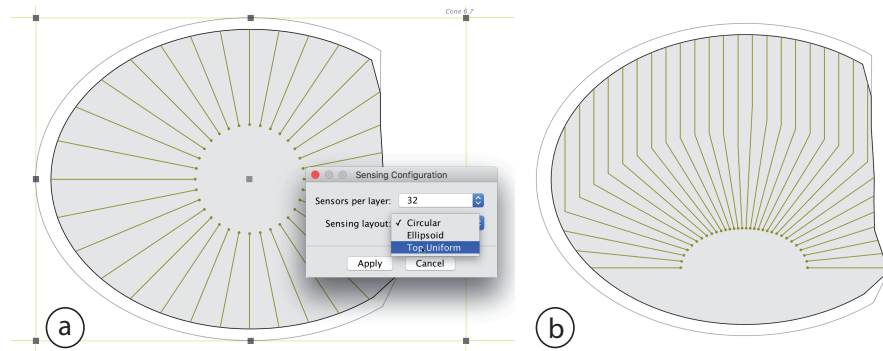 Cone 6.7
Sensing Configuration
Sensors per layer: 32
Sensing layout: ✓ Circular
Ellipsoid
Top Uniform
Apply Cancel
a b